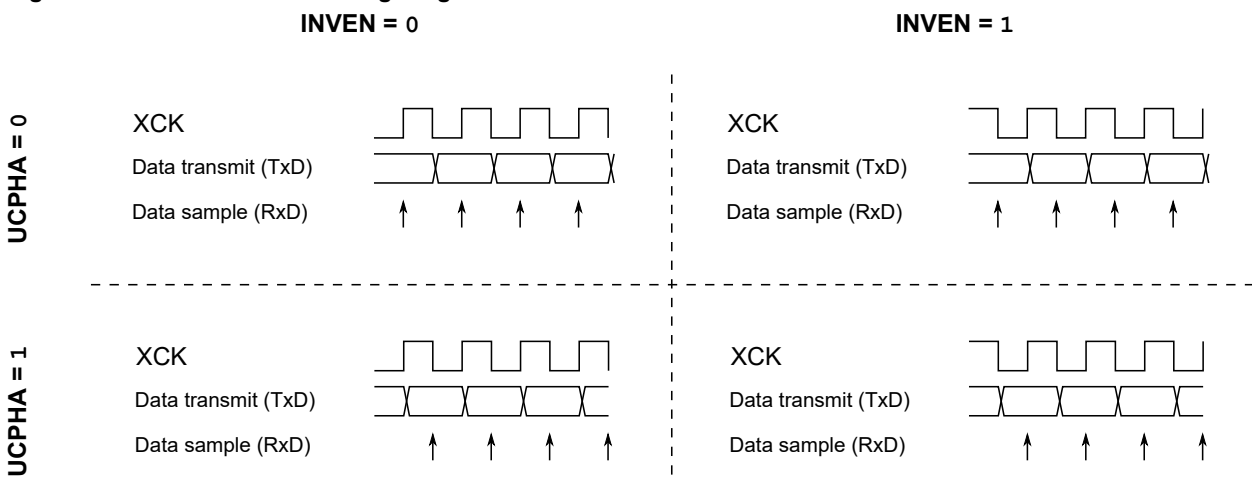 INVEN = 0
INVEN = 1
UCPHA = 0
XCK
Data transmit (TxD)
Data sample (RxD)
XCK
Data transmit (TxD)
Data sample (RxD)
UCPHA = 1
XCK
Data transmit (TxD)
Data sample (RxD)
XCK
Data transmit (TxD)
Data sample (RxD)